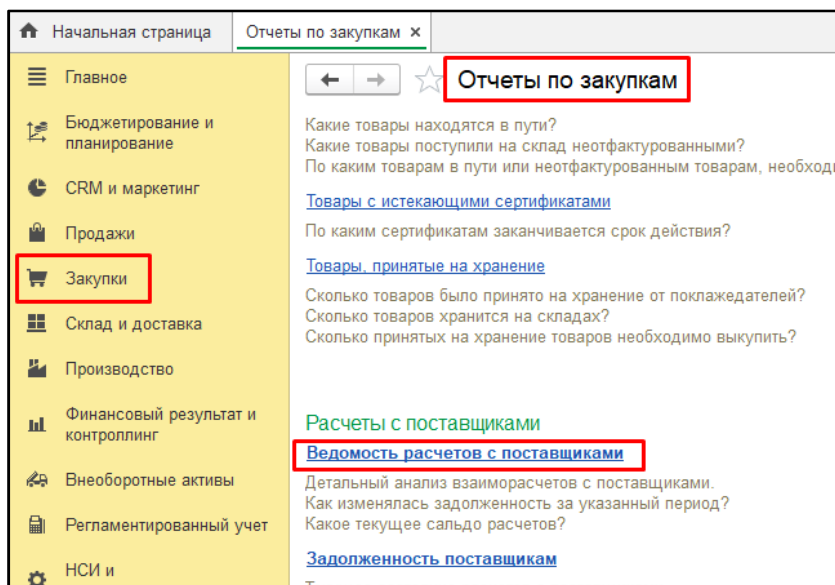 Начальная страница
Отчеты по закупкам ×
Главное
Бюджетирование и
планирование
CRM и маркетинг
Продажи
Закупки
Склад и доставка
Производство
Финансовый результат и
контроллинг
Внеоборотные активы
Регламентированный учет
НСИ и
Отчеты по закупкам
Какие товары находятся в пути?
Какие товары поступили на склад неотфактурованными?
По каким товарам в пути или неотфактурованным товарам, необход
Товары с истекающими сертификатами
По каким сертификатам заканчивается срок действия?
Товары, принятые на хранение
Сколько товаров было принято на хранение от поклажедателей?
Сколько товаров хранится на складах?
Сколько принятых на хранение товаров необходимо выкупить?
Расчеты с поставщиками
Ведомость расчетов с поставщиками
Детальный анализ взаиморасчетов с поставщиками.
Как изменялась задолженность за указанный период?
Какое текущее сальдо расчетов?
Задолженность поставщикам